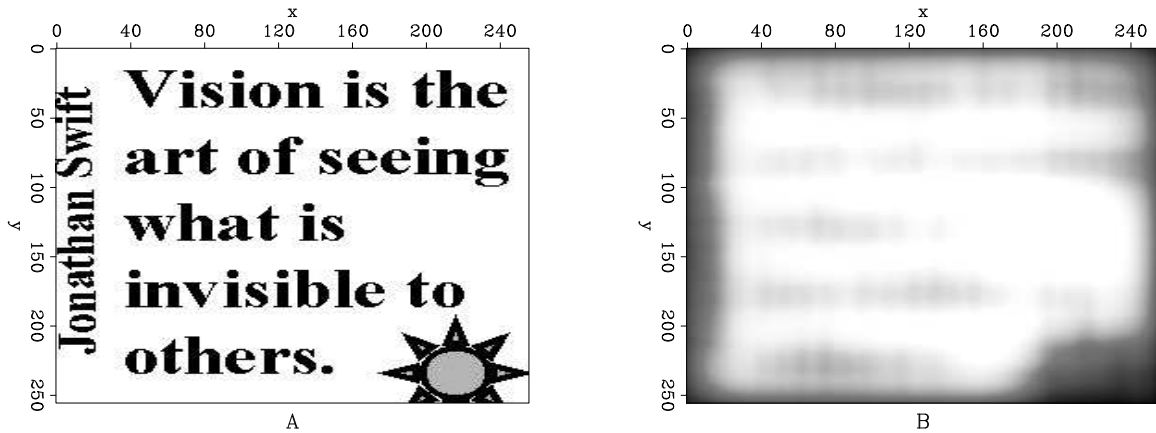 x
0 40 80 120 160 200 240
0 50 100 150 200 250
y
Vision is the
art of seeing
what is
invisible to
others.
Jonathan Swift
A
x
0 40 80 120 160 200 240
0 50 100 150 200 250
y
B